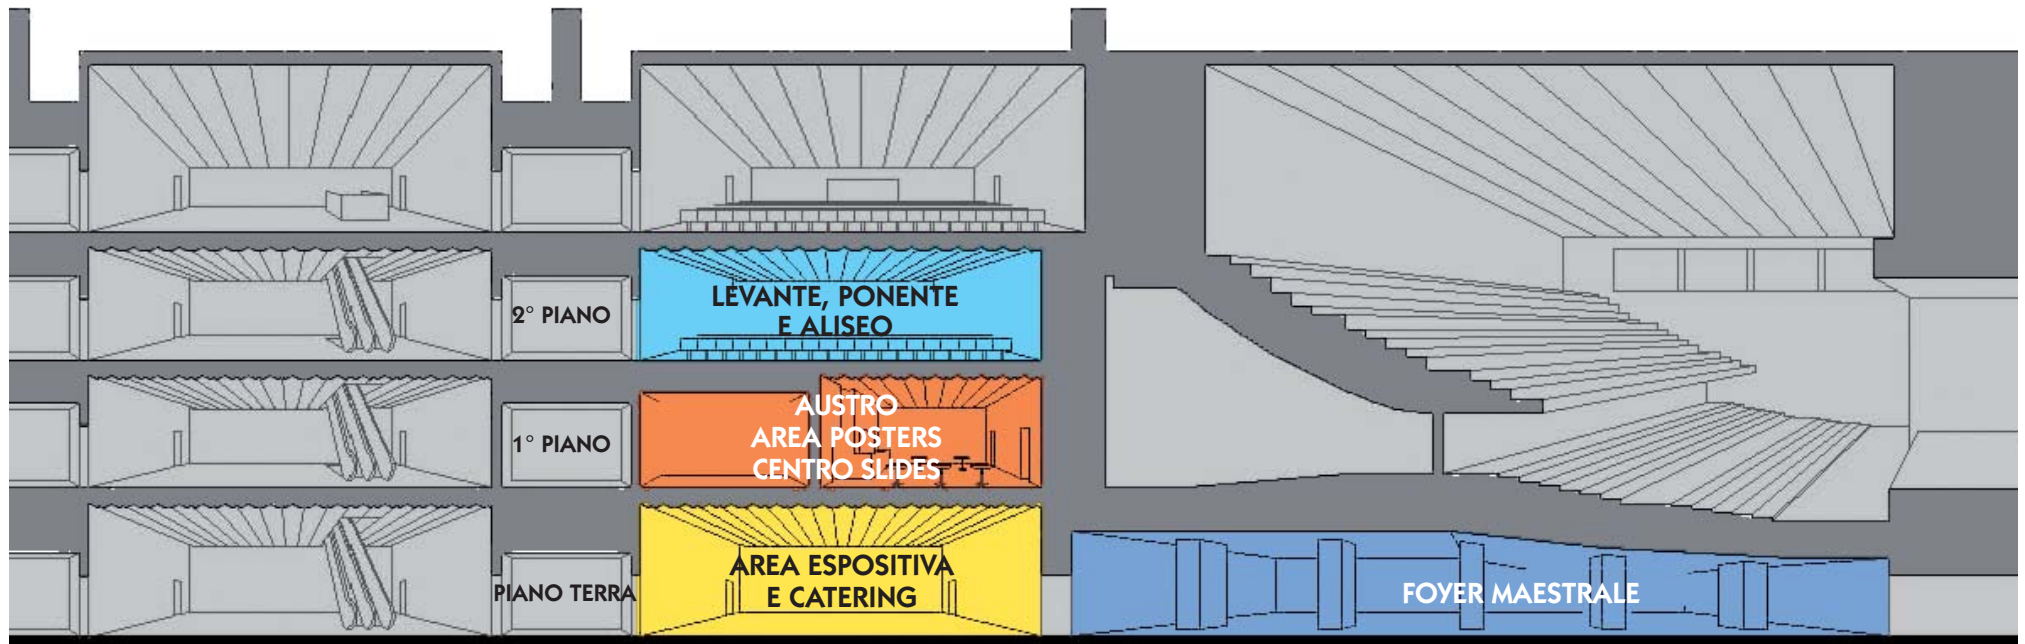 2° PIANO
LEVANTE, PONENTE
E ALISEO
1° PIANO
AUSTRO
AREA POSTERS
CENTRO SLIDES
PIANO TERRA
AREA ESPOSITIVA
E CATERING
FOYER MAESTRALE